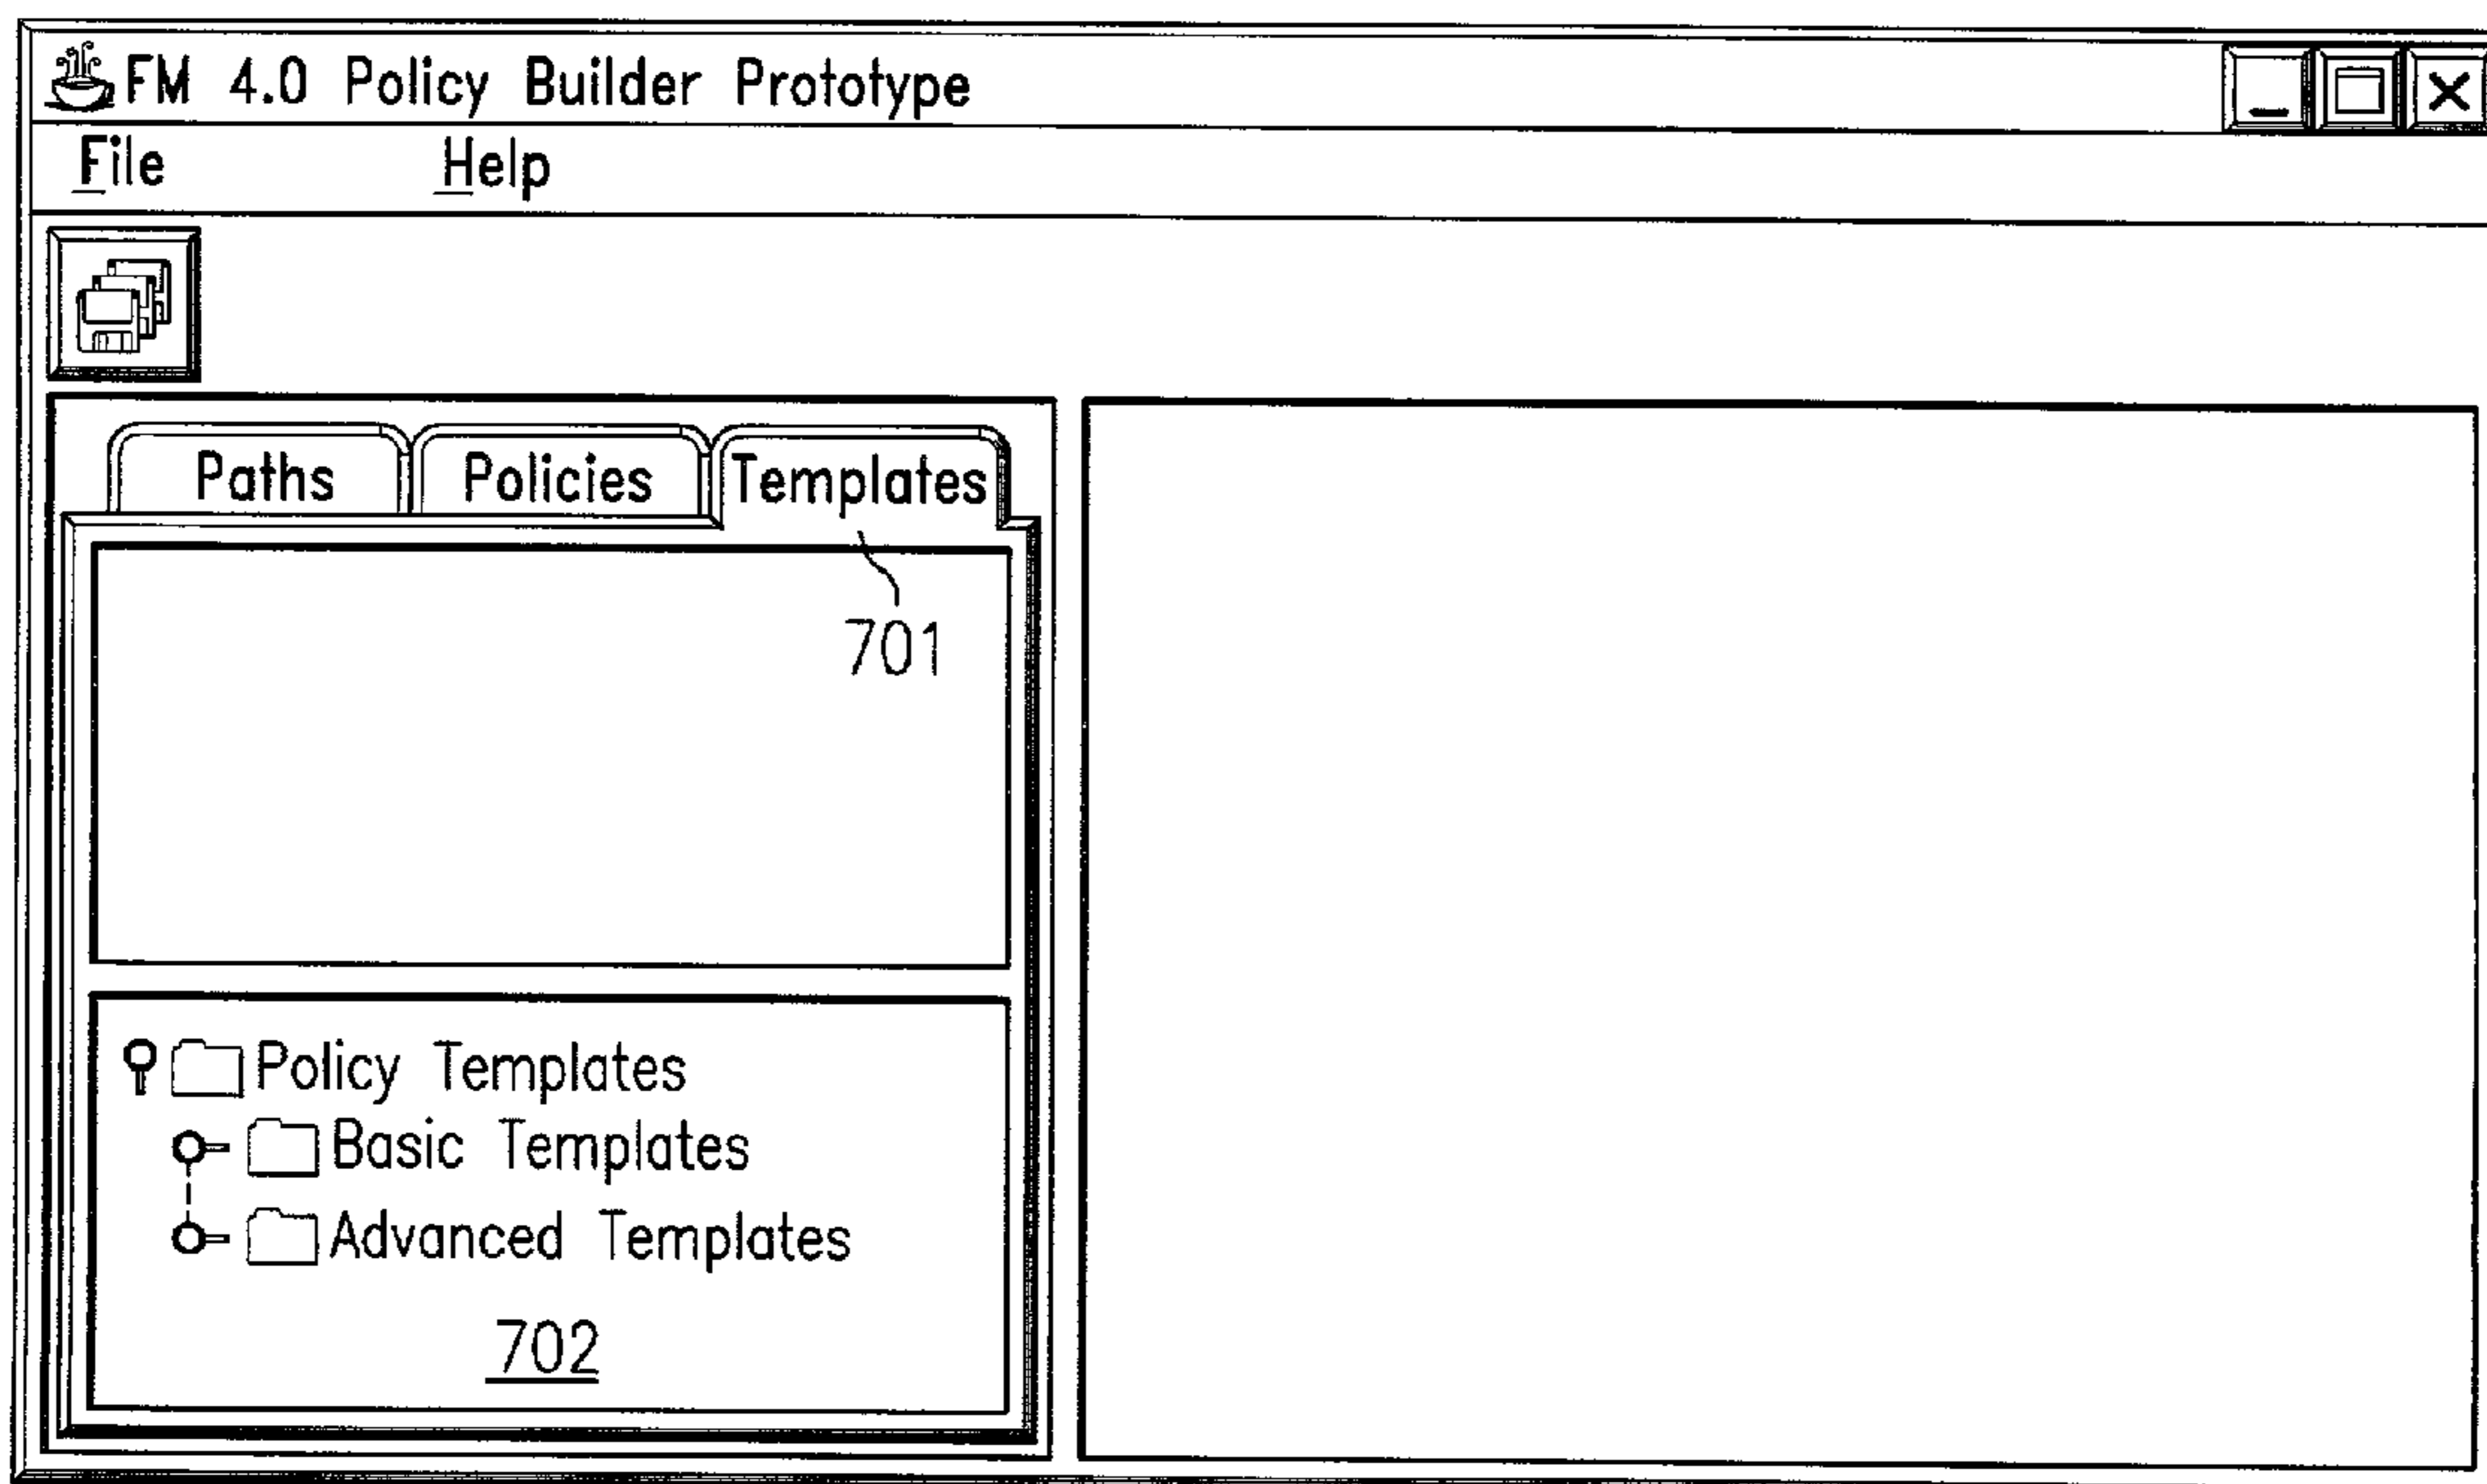 FM 4.0 Policy Builder Prototype
File Help
Paths Policies Templates
701
Policy Templates
Basic Templates
Advanced Templates
702